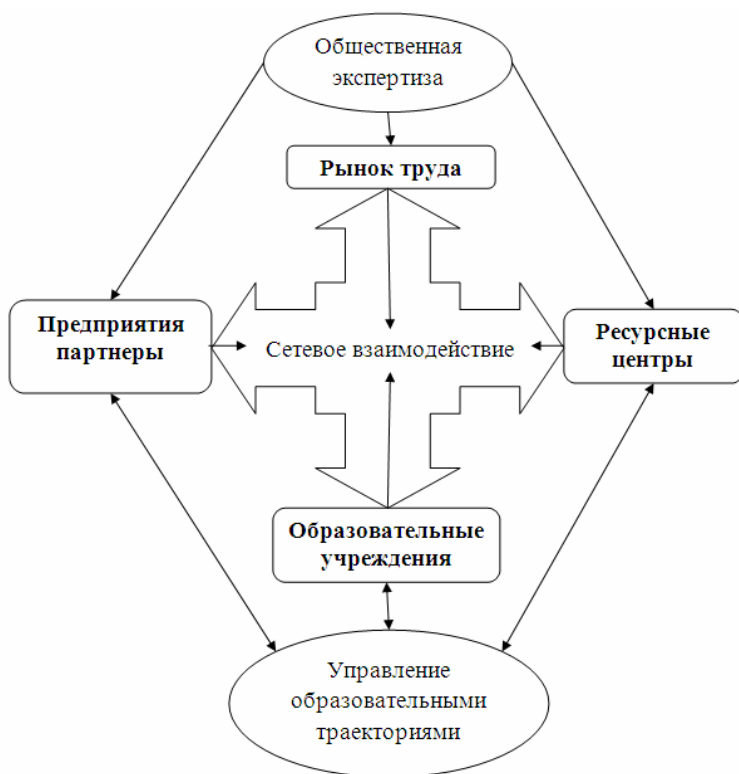 Общественная
экспертиза
Рынок труда
Предприятия
партнеры
Сетевое взаимодействие
Ресурсные
центры
Образовательные
учреждения
Управление
образовательными
траекториями